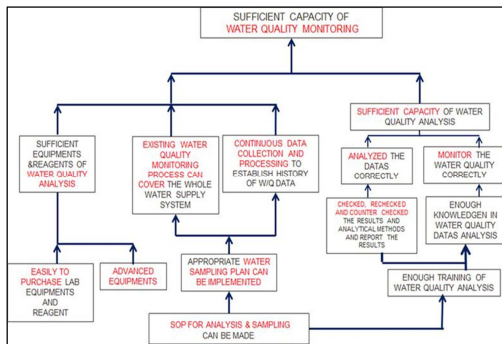 SUFFICIENT CAPACITY OF
WATER QUALITY MONITORING
SUFFICIENT
EQUIPMENTS
&REAGENTS OF
WATER QUALITY
ANALYSIS
EXISTING WATER
QUALITY
MONITORING
PROCESS CAN
COVER THE WHOLE
WATER SUPPLY
SYSTEM
CONTINUOUS DATA
COLLECTION AND
PROCESSING TO
ESTABLISH HISTORY
OF W/Q DATA
SUFFICIENT CAPACITY OF WATER
QUALITY ANALYSIS
ANALYZED THE
DATAS
CORRECTLY
MONITOR THE
WATER QUALITY
CORRECTLY
CHECKED, RECHECKED
AND COUNTER CHECKED
THE RESULTS AND
ANALYTICAL METHODS
AND REPORT THE
RESULTS
ENOUGH
KNOWLEDGEN IN
WATER QUALITY
DATAS ANALYSIS
EASILY TO
PURCHASE LAB
EQUIPMENTS
AND
REAGENT
ADVANCED
EQUIPMENTS
APPROPRIATE WATER
SAMPLING PLAN CAN BE
IMPLEMENTED
ENOUGH TRAINING OF
WATER QUALITY ANALYSIS
SOP FOR ANALYSIS & SAMPLING
CAN BE MADE